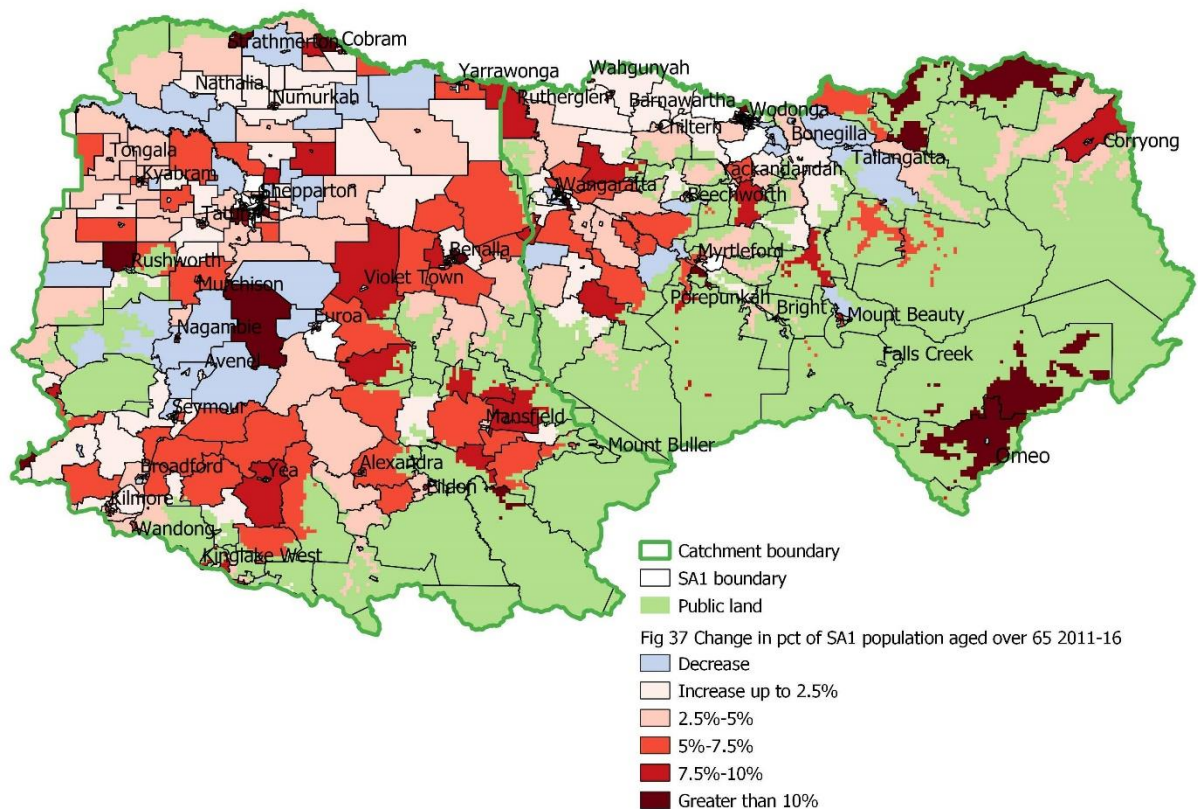 Strathmerton
Cobram
Nathalia
Numurkah
Yarrawonga
Wahgunyah
Rutherglen
Barnawartha
Chiltern
Wodonga
Bonegilla
Tallangatta
Corryong
Tongala
Kyabram
Shepparton
Tatura
Wangaratta
Yackandandah
Beechworth
Benalla
Rushworth
Violet Town
Myrtleford
Murchison
Porepunkah
Bright
Mount Beauty
Nagambie
Euroa
Avenel
Falls Creek
Seymour
Mansfield
Mount Buller
Omeo
Broadford
Yea
Alexandra
Eildon
Kilmore
Wandong
Kinglake West
Catchment boundary
SA1 boundary
Public land
Fig 37 Change in pct of SA1 population aged over 65 2011-16
Decrease
Increase up to 2.5%
2.5%-5%
5%-7.5%
7.5%-10%
Greater than 10%